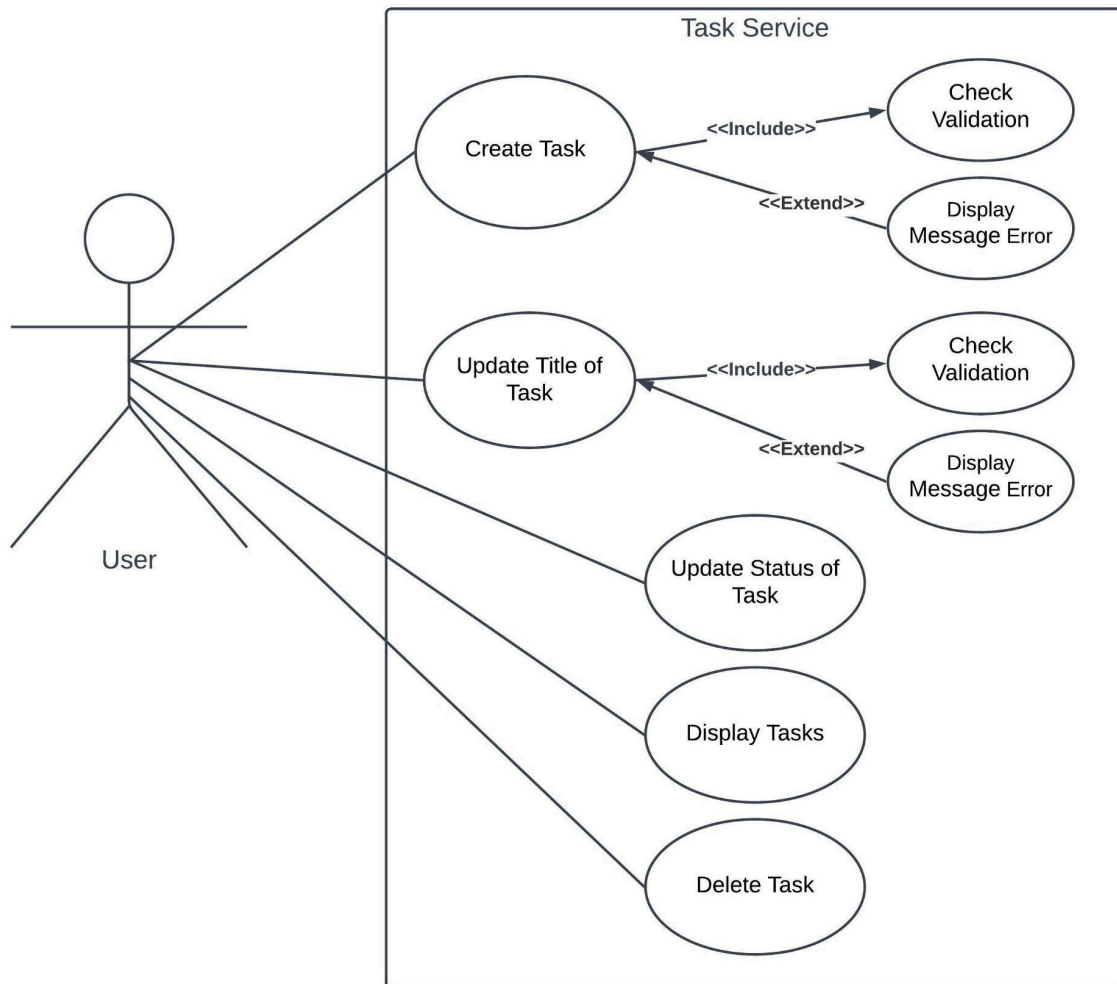 Task Service
Create Task
<<Include>>
Check
Validation
<<Extend>>
Display
Message Error
Update Title of
Task
<<Include>>
Check
Validation
<<Extend>>
Display
Message Error
User
Update Status of
Task
Display Tasks
Delete Task